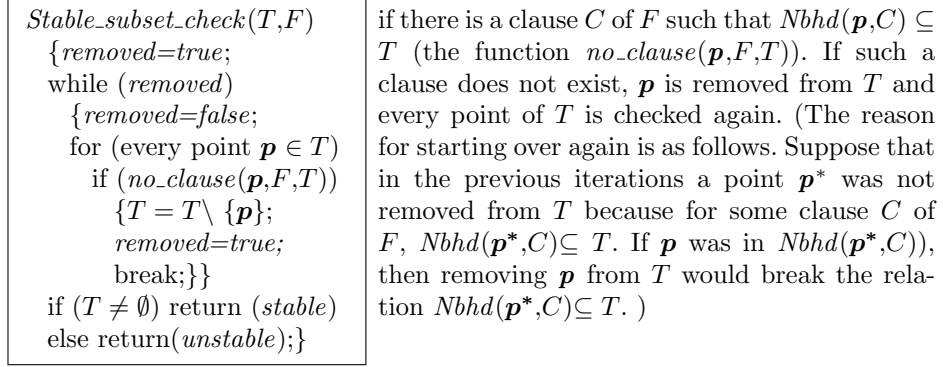 Stable_subset_check(T,F)
{removed=true;
while (removed)
{removed=false;
for (every point p ∈ T)
if (no_clause(p,F,T))
{T = T\ {p};
removed=true;
break;}}
if (T ≠ ∅) return (stable)
else return(unstable);}
if there is a clause C of F such that Nbhd(p,C) ⊆
T (the function no_clause(p,F,T)). If such a
clause does not exist, p is removed from T and
every point of T is checked again. (The reason
for starting over again is as follows. Suppose that
in the previous iterations a point p* was not
removed from T because for some clause C of
F, Nbhd(p*,C)⊆ T. If p was in Nbhd(p*,C)),
then removing p from T would break the rela-
tion Nbhd(p*,C)⊆ T. )